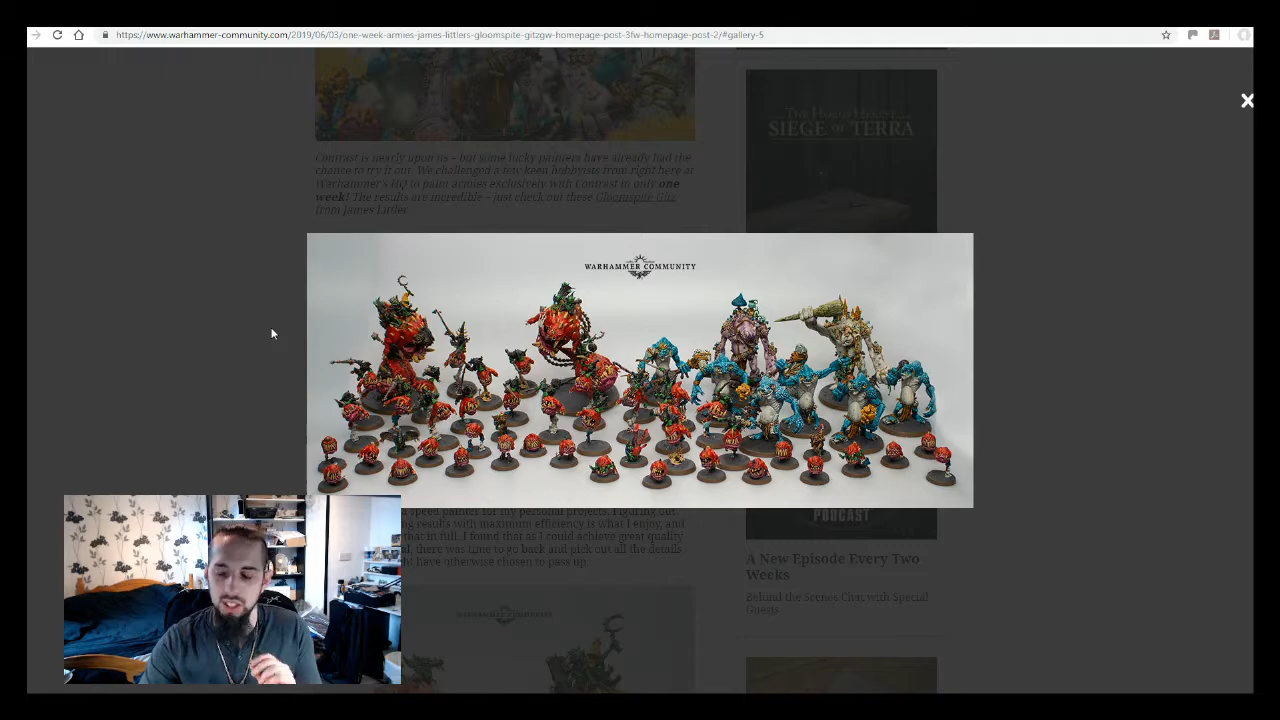 https://www.warhammer-community.com/2019/06/03/one-week-armies-james-littlers-gloomspite-gitzgw-homepage-post-3fw-homepage-post-2/#gallery-5
SIEGE OF TERRA
Contrast is nearly upon us – but some lucky painters have already had the
chance to try it out. We challenged a few keen hobbyists from right here at
Warhammer's HQ to paint armies exclusively with Contrast in only one
week! The results are incredible – just check out these Gloomspite Gitz
from James Littler.
WARHAMMER COMMUNITY
speed painter for my personal projects. Figuring out
ng results with maximum efficiency is what I enjoy, and
that in full. I found that as I could achieve great quality
there was time to go back and pick out all the details
have otherwise chosen to pass up.
PODCAST
A New Episode Every Two
Weeks
Behind the Scenes Chat with Special
Guests
WARHAMMER COMMUNITY